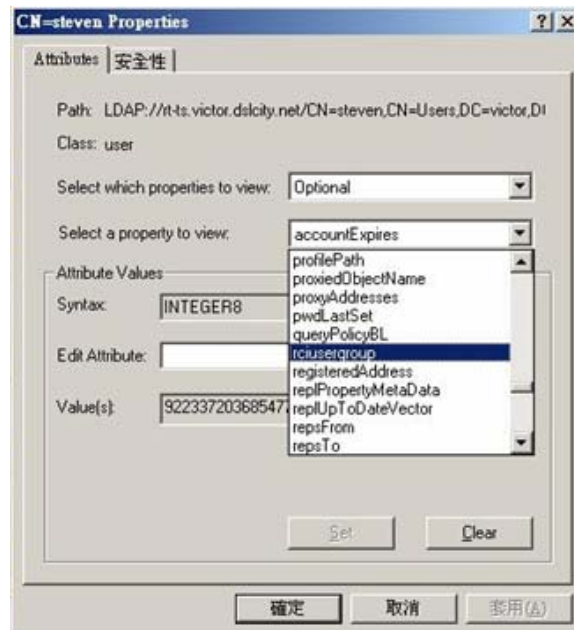 CN=steven Properties
Attributes 安全性
Path: LDAP://rt-ts.victor.dslcity.net/CN=steven,CN=Users,DC=victor,D
Class: user
Select which properties to view: Optional
Select a property to view: accountExpires
profilePath
proxiedObjectName
proxyAddresses
pwdLastSet
queryPolicyBL
rciusergroup
registeredAddress
replPropertyMetaData
replUpToDateVector
repsFrom
repsTo
Attribute Values
Syntax: INTEGER8
Edit Attribute:
Value(s): 922337203685477
Set Clear
確定 取消 套用(A)